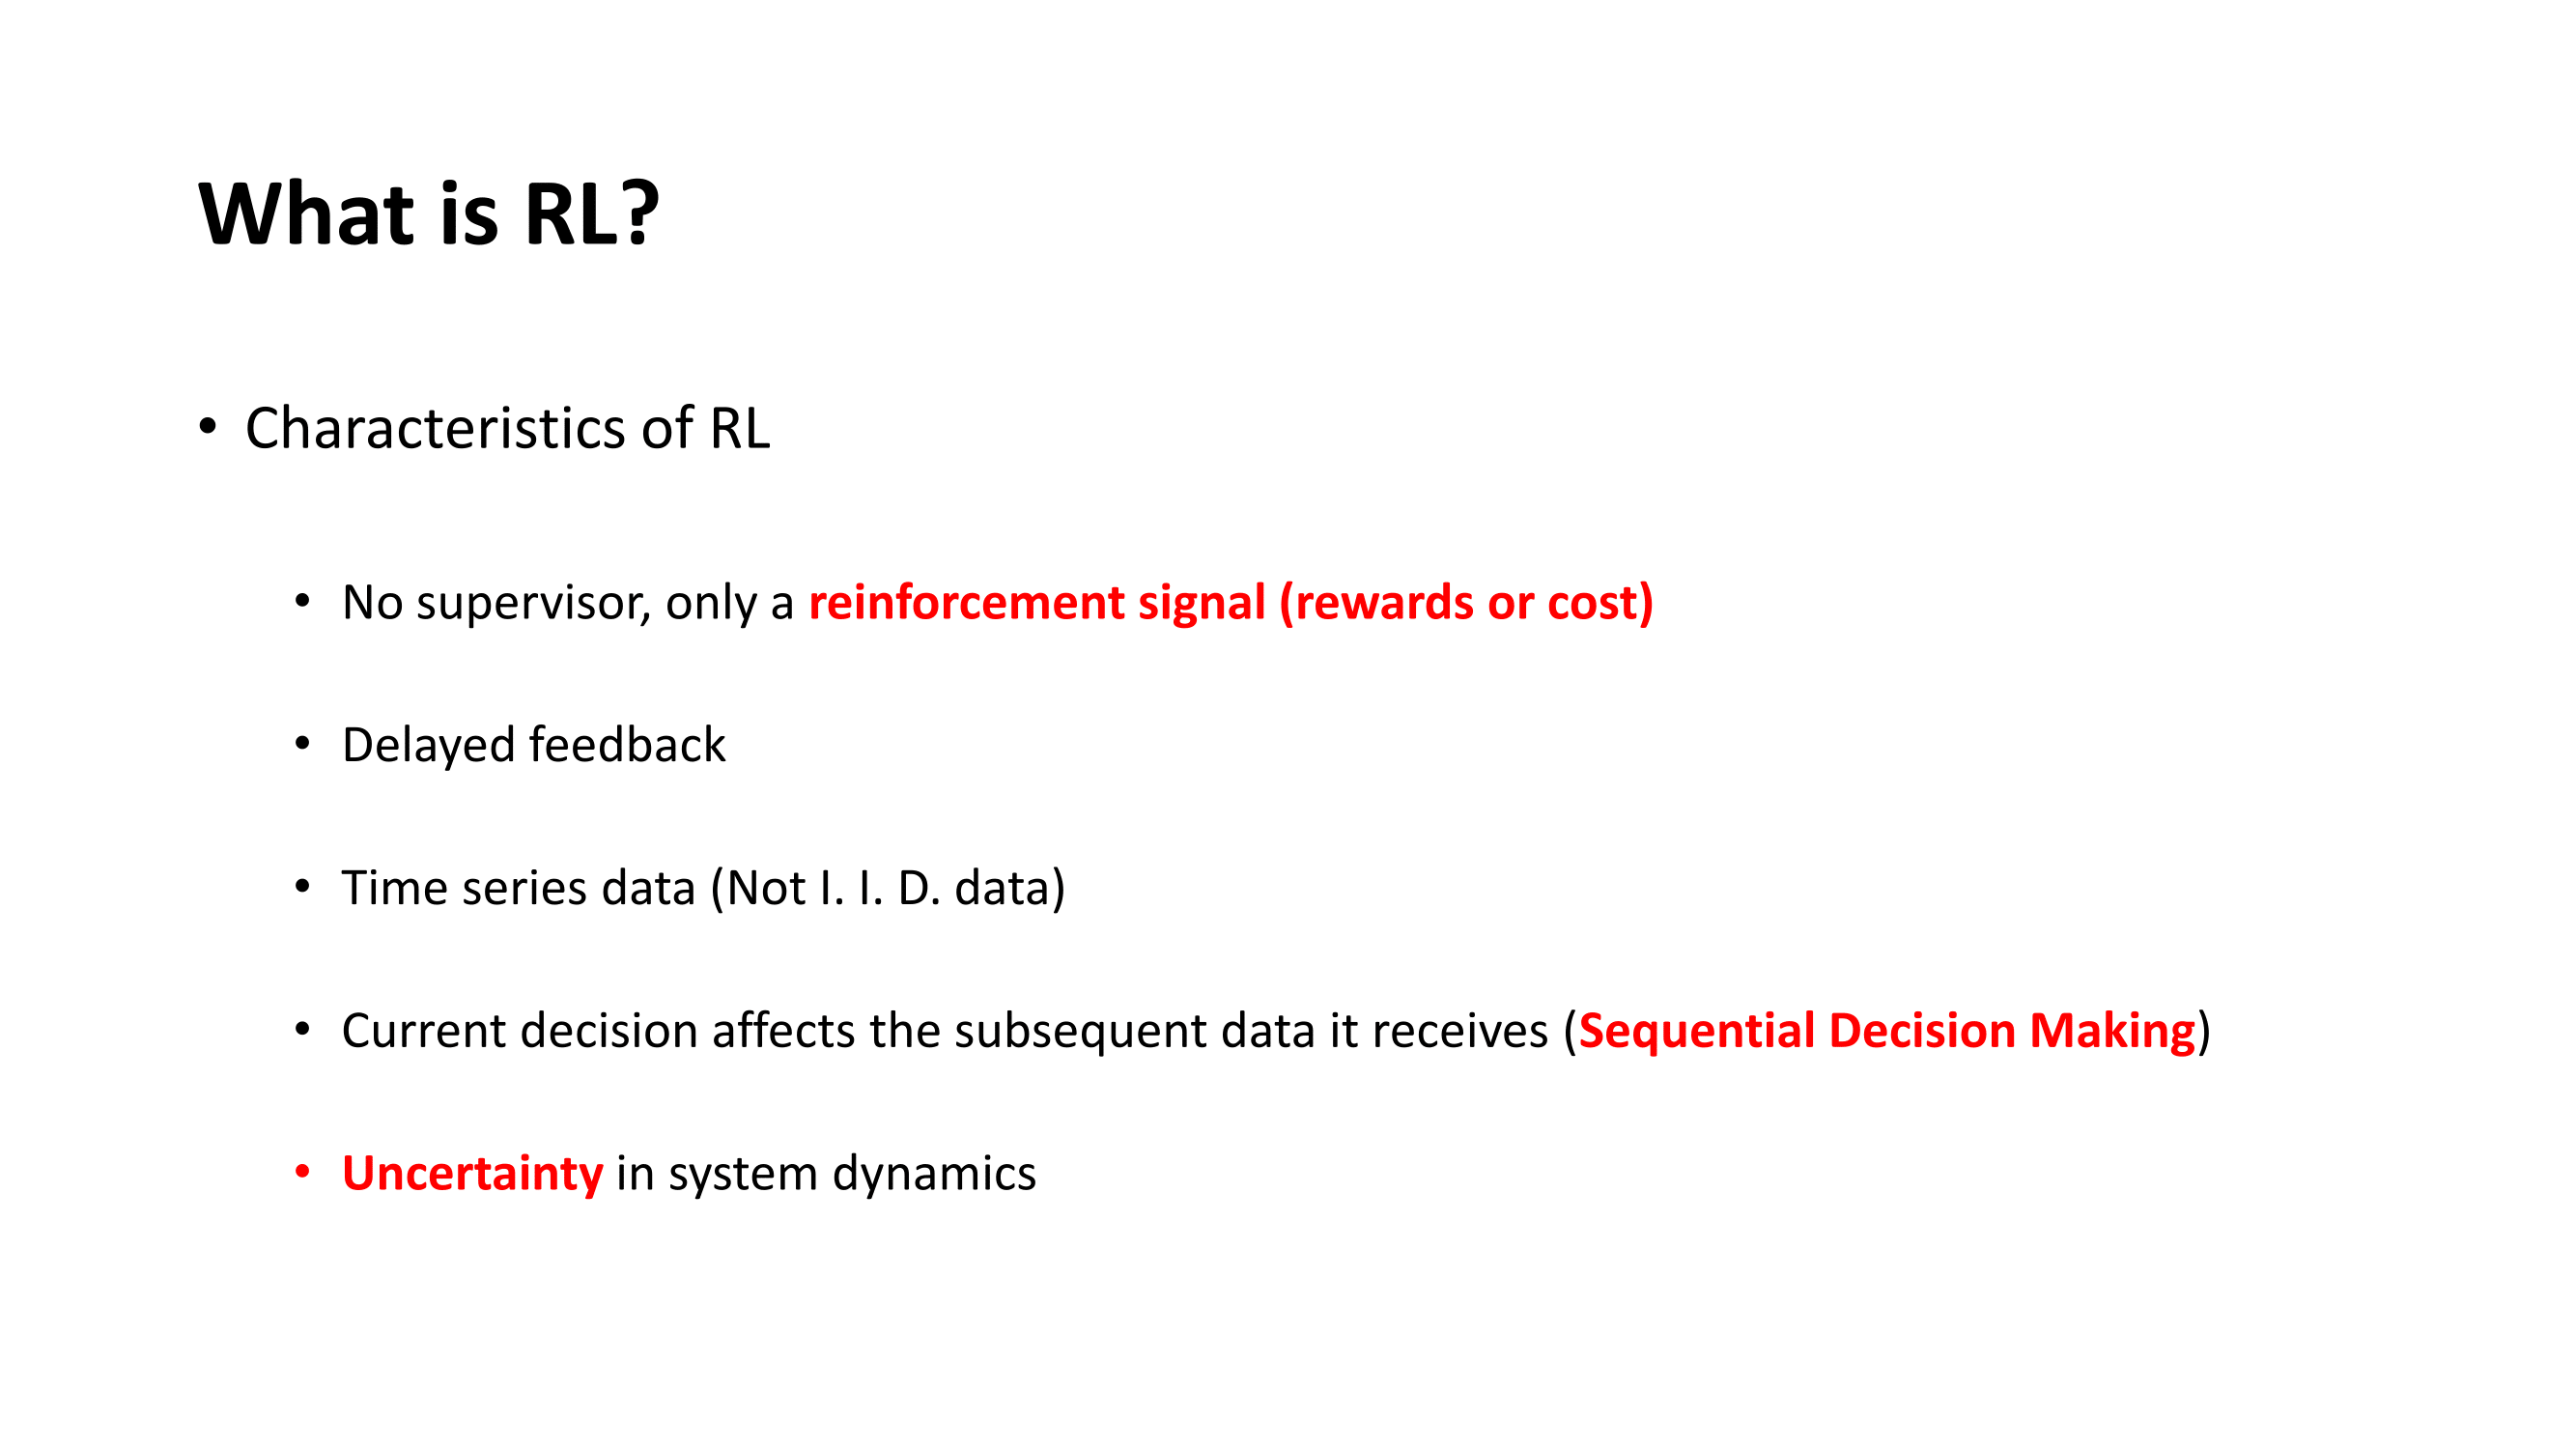 What is RL?
• Characteristics of RL
• No supervisor, only a reinforcement signal (rewards or cost)
• Delayed feedback
• Time series data (Not I. I. D. data)
• Current decision affects the subsequent data it receives (Sequential Decision Making)
• Uncertainty in system dynamics